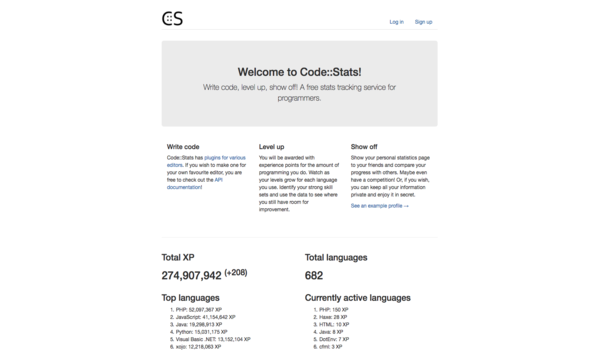 C::S
Log in
Sign up
Welcome to Code::Stats!
Write code, level up, show off! A free stats tracking service for
programmers.
Write code
Code::Stats has plugins for various
editors. If you wish to make one for
your own favourite editor, you are
free to check out the API
documentation!
Level up
You will be awarded with
experience points for the amount of
programming you do. Watch as
your levels grow for each language
you use. Identify your strong skill
sets and use the data to see where
you still have room for
improvement.
Show off
Show your personal statistics page
to your friends and compare your
progress with others. Maybe even
have a competition! Or, if you wish,
you can keep all your information
private and enjoy it in secret.
See an example profile →
Total XP
274,907,942 (+208)
Total languages
682
Top languages
1. PHP: 52,097,367 XP
2. JavaScript: 41,154,642 XP
3. Java: 19,298,913 XP
4. Python: 15,031,175 XP
5. Visual Basic .NET: 13,152,104 XP
6. xojo: 12,218,063 XP
Currently active languages
1. PHP: 150 XP
2. Haxe: 28 XP
3. HTML: 10 XP
4. Java: 8 XP
5. DotEnv: 7 XP
6. cfml: 3 XP